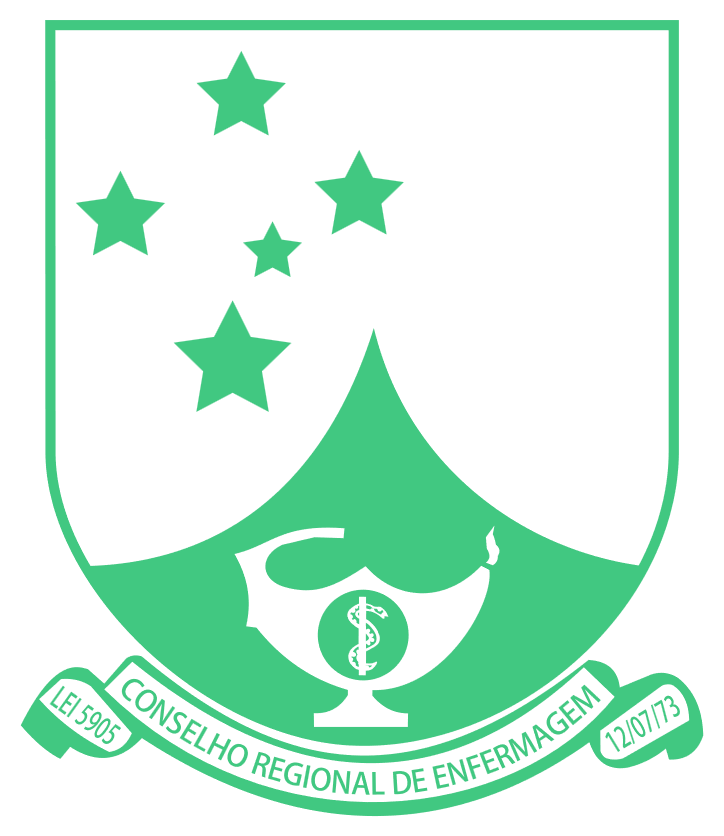 LEI 5905
CONSELHO REGIONAL DE ENFERMAGEM
12/07/73